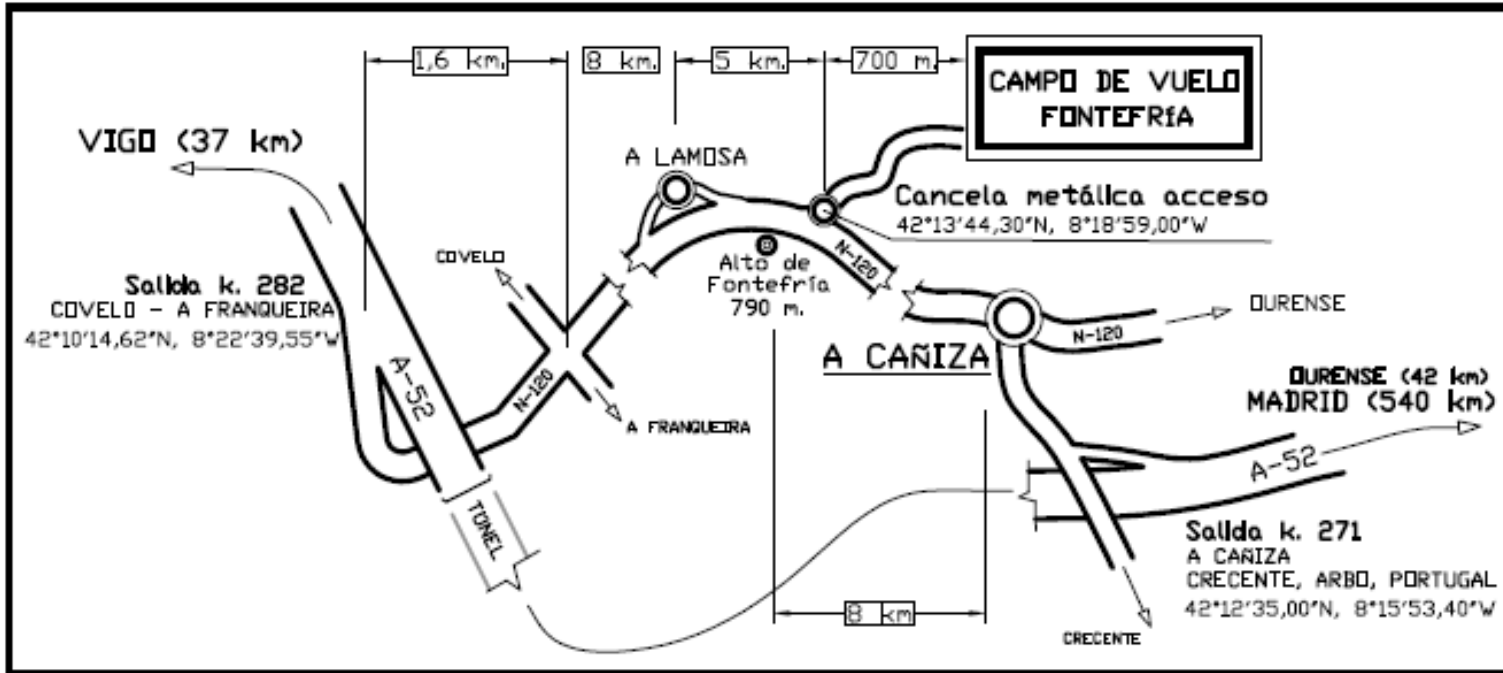 1,6 km.
8 km.
5 km.
700 m.
CAMPO DE VUELO
FONTEFRÍA
VIGO (37 km)
A LAMOSA
Cancela metálica acceso
42°13'44,30"N, 8°18'59,00"W
COVELO
Alto de
Fontefría
790 m.
N-120
Salida k. 282
COVELO - A FRANQUEIRA
42°10'14,62"N, 8°22'39,55"W
OURENSE
N-120
A CAÑIZA
A-52
N-120
A FRANQUEIRA
OURENSE (42 km)
MADRID (540 km)
A-52
TUNEL
Salida k. 271
A CAÑIZA
CRECENTE, ARBO, PORTUGAL
42°12'35,00"N, 8°15'53,40"W
8 km
CRECENTE